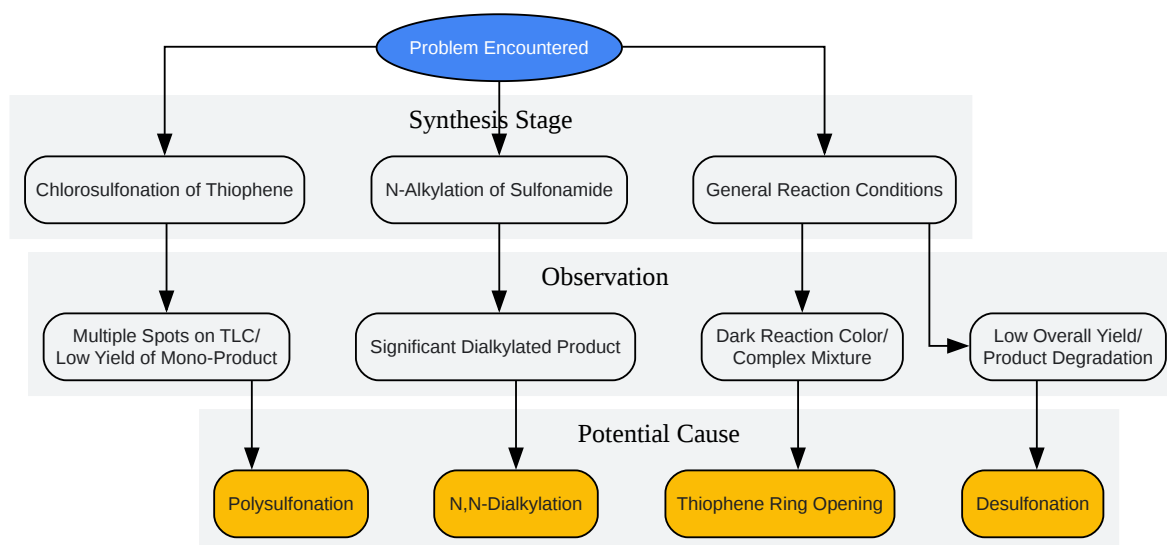 Problem Encountered
Synthesis Stage
Chlorosulfonation of Thiophene
N-Alkylation of Sulfonamide
General Reaction Conditions
Observation
Multiple Spots on TLC/
Low Yield of Mono-Product
Significant Dialkylated Product
Dark Reaction Color/
Complex Mixture
Low Overall Yield/
Product Degradation
Potential Cause
Polysulfonation
N,N-Dialkylation
Thiophene Ring Opening
Desulfonation